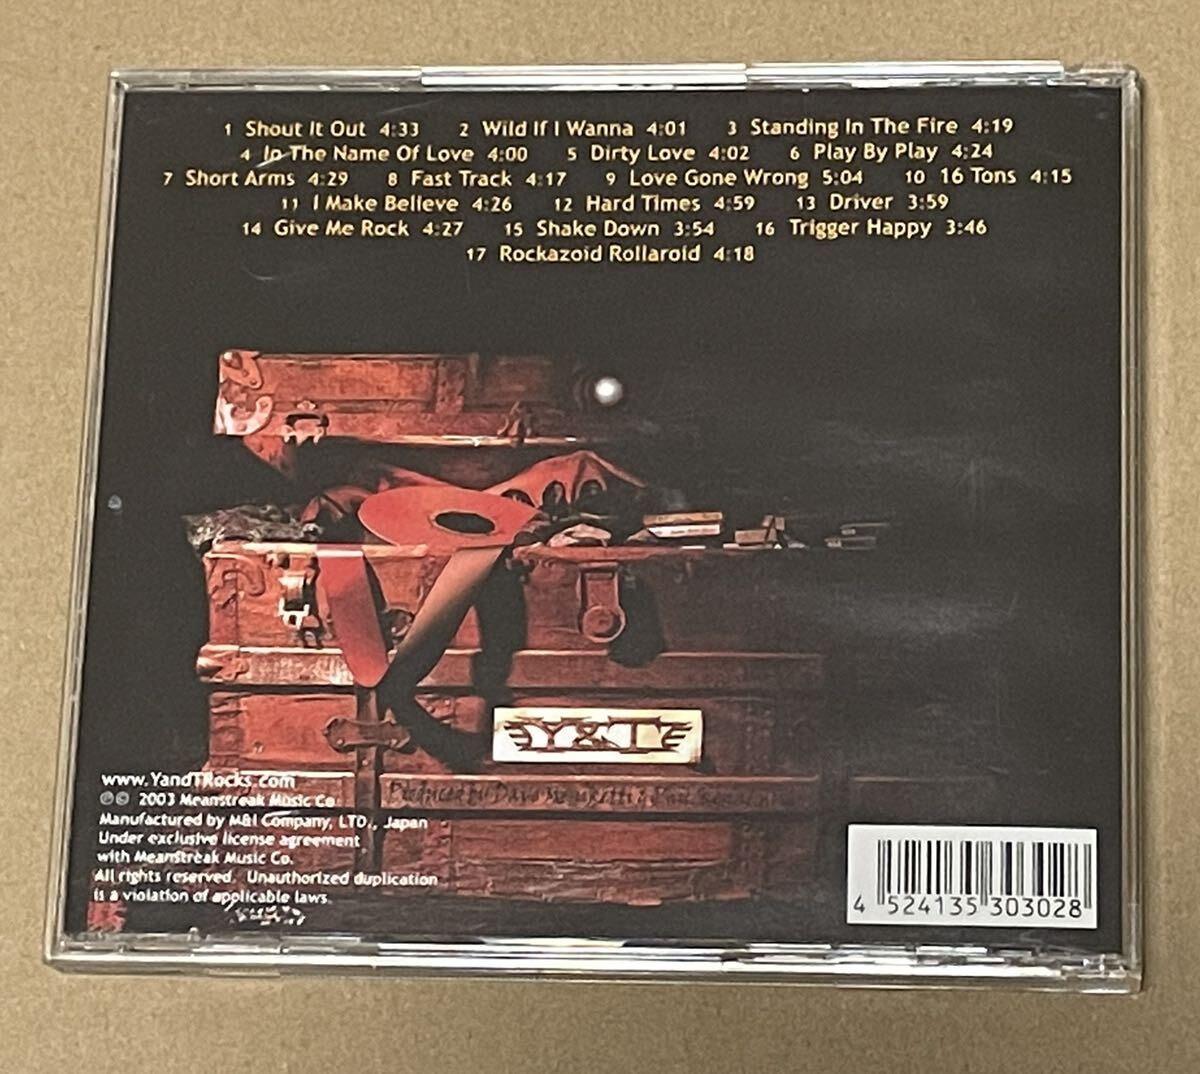 1 Shout It Out 4:33 2 Wild If I Wanna 4:01 3 Standing In The Fire 4:19
4 In The Name Of Love 4:00 5 Dirty Love 4:02 6 Play By Play 4:24
7 Short Arms 4:29 8 Fast Track 4:17 9 Love Gone Wrong 5:04 10 16 Tons 4:15
11 I Make Believe 4:26 12 Hard Times 4:59 13 Driver 3:59
14 Give Me Rock 4:27 15 Shake Down 3:54 16 Trigger Happy 3:46
17 Rockazoid Rollaroid 4:18
Y&T
www.YandTRocks.com
Produced by Dave
℗© 2003 Meanstreak Music Co.
Manufactured by M&I Company, LTD., Japan
Under exclusive license agreement
with Meanstreak Music Co.
All rights reserved. Unauthorized duplication
is a violation of applicable laws.
4 524135 303028